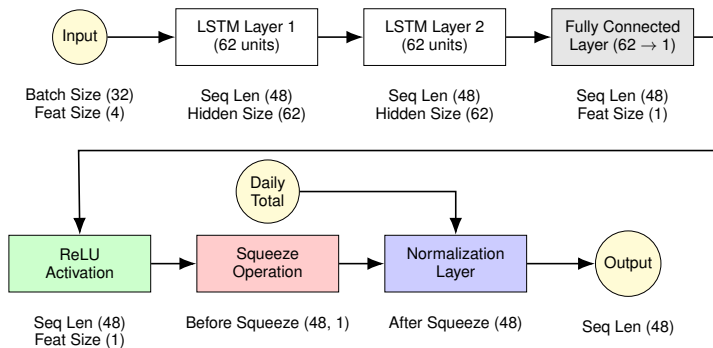 Input
LSTM Layer 1
(62 units)
LSTM Layer 2
(62 units)
Fully Connected
Layer (62 → 1)
Batch Size (32)
Feat Size (4)
Seq Len (48)
Hidden Size (62)
Seq Len (48)
Hidden Size (62)
Seq Len (48)
Feat Size (1)
Daily
Total
ReLU
Activation
Squeeze
Operation
Normalization
Layer
Output
Seq Len (48)
Feat Size (1)
Before Squeeze (48, 1)
After Squeeze (48)
Seq Len (48)